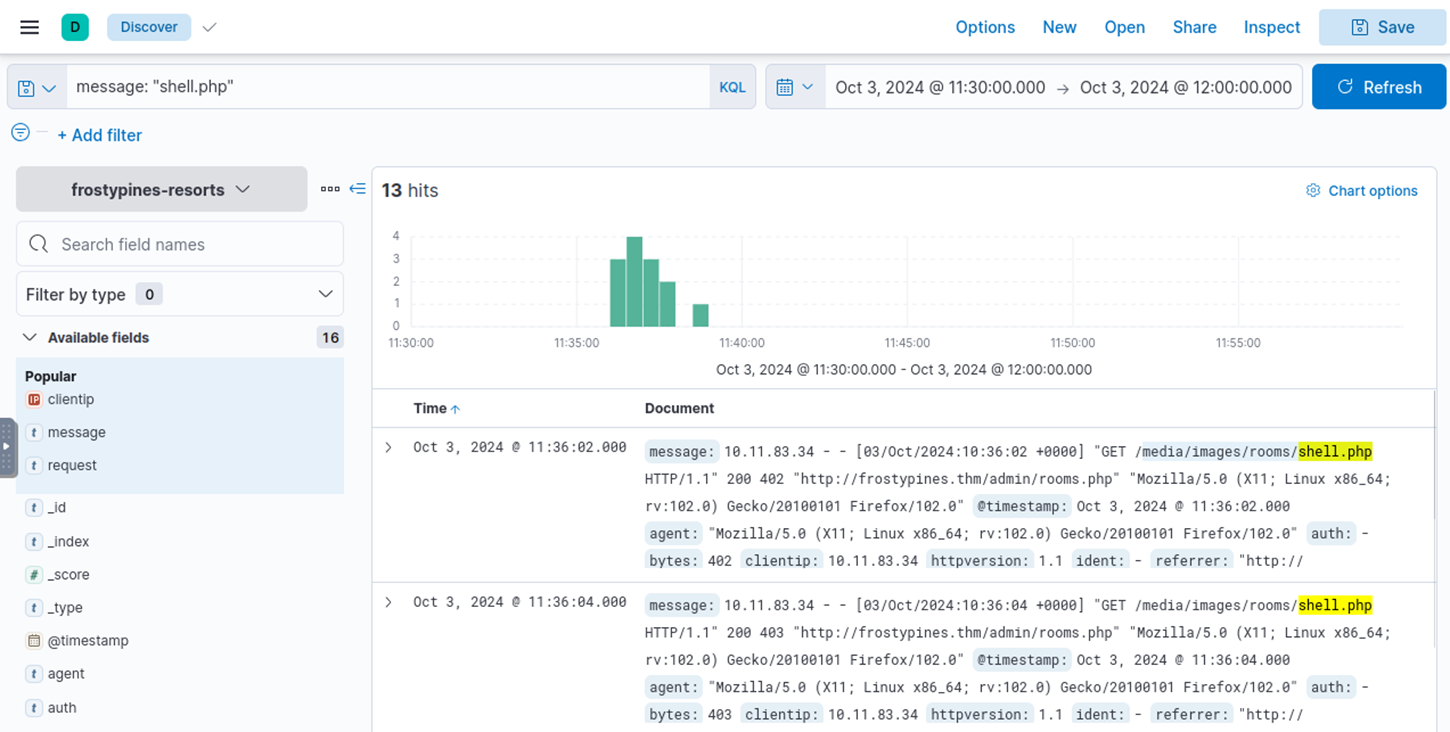 D Discover Options New Open Share Inspect Save
message: "shell.php" KQL Oct 3, 2024 @ 11:30:00.000 → Oct 3, 2024 @ 12:00:00.000 Refresh
+ Add filter
frostypines-resorts
Search field names
Filter by type 0
Available fields 16
Popular
IP clientip
t message
t request
t _id
t _index
# _score
t _type
@timestamp
t agent
t auth
13 hits Chart options
4
3
2
1
0
11:30:00 11:35:00 11:40:00 11:45:00 11:50:00 11:55:00
Oct 3, 2024 @ 11:30:00.000 - Oct 3, 2024 @ 12:00:00.000
Time ↑ Document
Oct 3, 2024 @ 11:36:02.000 message: 10.11.83.34 - - [03/Oct/2024:10:36:02 +0000] "GET /media/images/rooms/shell.php
HTTP/1.1" 200 402 "http://frostypines.thm/admin/rooms.php" "Mozilla/5.0 (X11; Linux x86_64;
rv:102.0) Gecko/20100101 Firefox/102.0" @timestamp: Oct 3, 2024 @ 11:36:02.000
agent: "Mozilla/5.0 (X11; Linux x86_64; rv:102.0) Gecko/20100101 Firefox/102.0" auth: -
bytes: 402 clientip: 10.11.83.34 httpversion: 1.1 ident: - referrer: "http://
Oct 3, 2024 @ 11:36:04.000 message: 10.11.83.34 - - [03/Oct/2024:10:36:04 +0000] "GET /media/images/rooms/shell.php
HTTP/1.1" 200 403 "http://frostypines.thm/admin/rooms.php" "Mozilla/5.0 (X11; Linux x86_64;
rv:102.0) Gecko/20100101 Firefox/102.0" @timestamp: Oct 3, 2024 @ 11:36:04.000
agent: "Mozilla/5.0 (X11; Linux x86_64; rv:102.0) Gecko/20100101 Firefox/102.0" auth: -
bytes: 403 clientip: 10.11.83.34 httpversion: 1.1 ident: - referrer: "http://